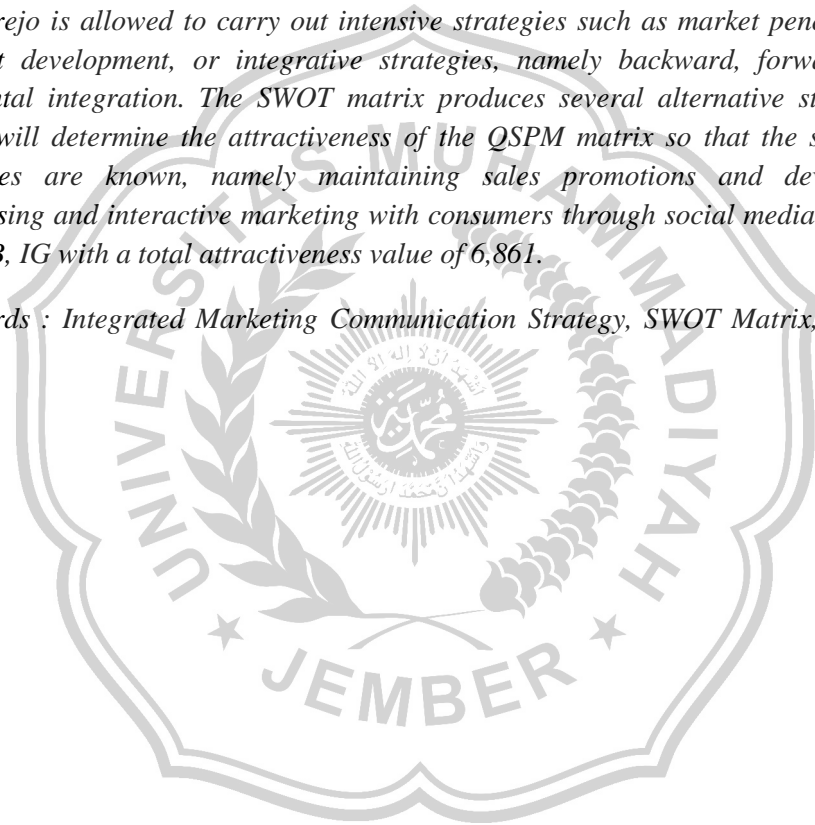 rejo is allowed to carry out intensive strategies such as market pene
t development, or integrative strategies, namely backward, forwa
ntal integration. The SWOT matrix produces several alternative st
will determine the attractiveness of the QSPM matrix so that the s
es are known, namely maintaining sales promotions and dev
sing and interactive marketing with consumers through social media
B, IG with a total attractiveness value of 6,861.
rds : Integrated Marketing Communication Strategy, SWOT Matrix,
UNIVERSITAS MUHAMMADIYAH
JEMBER